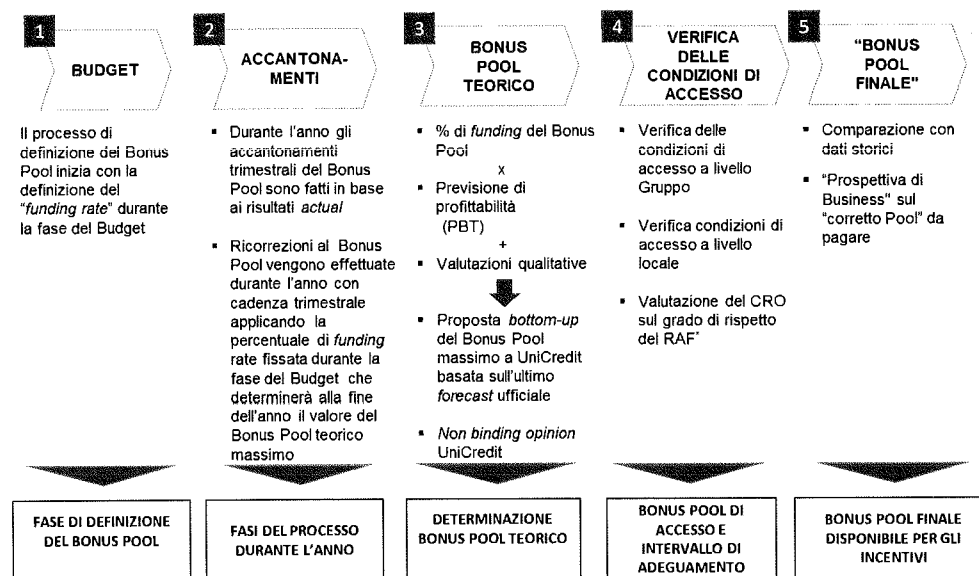 1
BUDGET
Il processo di
definizione del Bonus
Pool inizia con la
definizione del
"funding rate" durante
la fase del Budget
FASE DI DEFINIZIONE
DEL BONUS POOL
2
ACCANTONA-
MENTI
▪ Durante l'anno gli
accantonamenti
trimestrali del Bonus
Pool sono fatti in base
ai risultati actual
▪ Ricorrezioni al Bonus
Pool vengono effettuate
durante l'anno con
cadenza trimestrale
applicando la
percentuale di funding
rate fissata durante la
fase del Budget che
determinerà alla fine
dell'anno il valore del
Bonus Pool teorico
massimo
FASI DEL PROCESSO
DURANTE L'ANNO
3
BONUS
POOL
TEORICO
▪ % di funding del Bonus
Pool
x
▪ Previsione di
profittabilità
(PBT)
+
▪ Valutazioni qualitative
▪ Proposta bottom-up
del Bonus Pool
massimo a UniCredit
basata sull'ultimo
forecast ufficiale
▪ Non binding opinion
UniCredit
DETERMINAZIONE
BONUS POOL TEORICO
4
VERIFICA
DELLE
CONDIZIONI DI
ACCESSO
▪ Verifica delle
condizioni di
accesso a livello
Gruppo
▪ Verifica condizioni di
accesso a livello
locale
▪ Valutazione del CRO
sul grado di rispetto
del RAF*
BONUS POOL DI
ACCESSO E
INTERVALLO DI
ADEGUAMENTO
5
"BONUS
POOL
FINALE"
▪ Comparazione con
dati storici
▪ "Prospettiva di
Business" sul
"corretto Pool" da
pagare
BONUS POOL FINALE
DISPONIBILE PER GLI
INCENTIVI